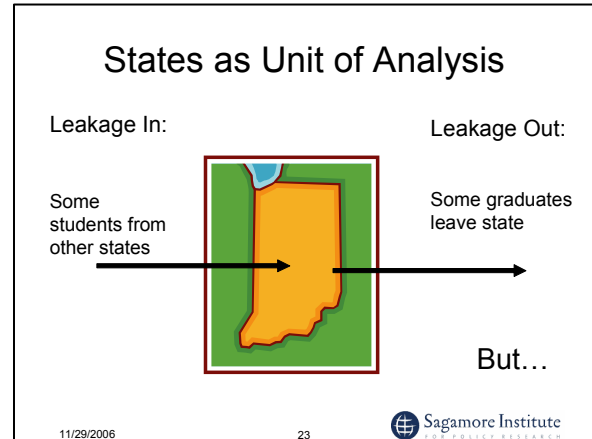 States as Unit of Analysis
Leakage In:
Some
students from
other states
Leakage Out:
Some graduates
leave state
But…
11/29/2006
23
Sagamore Institute
FOR POLICY RESEARCH